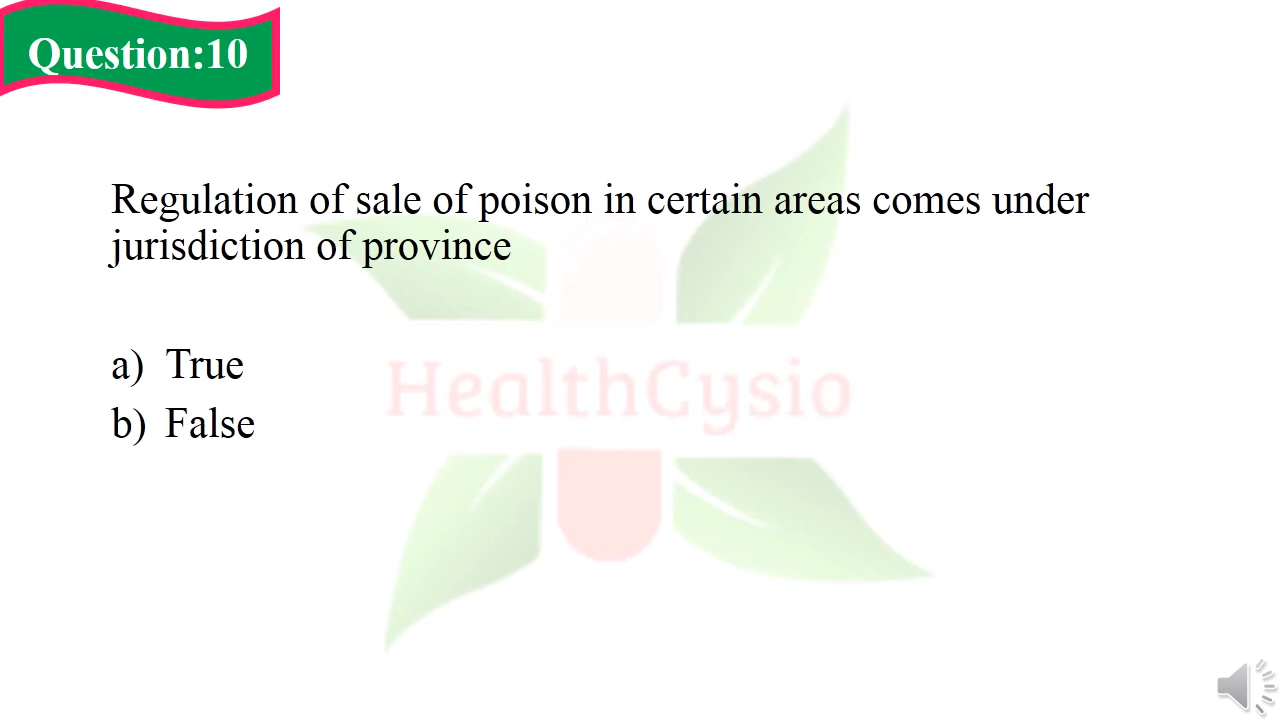 Question:10
Regulation of sale of poison in certain areas comes under
jurisdiction of province
a) True
HealthCysio
b) False